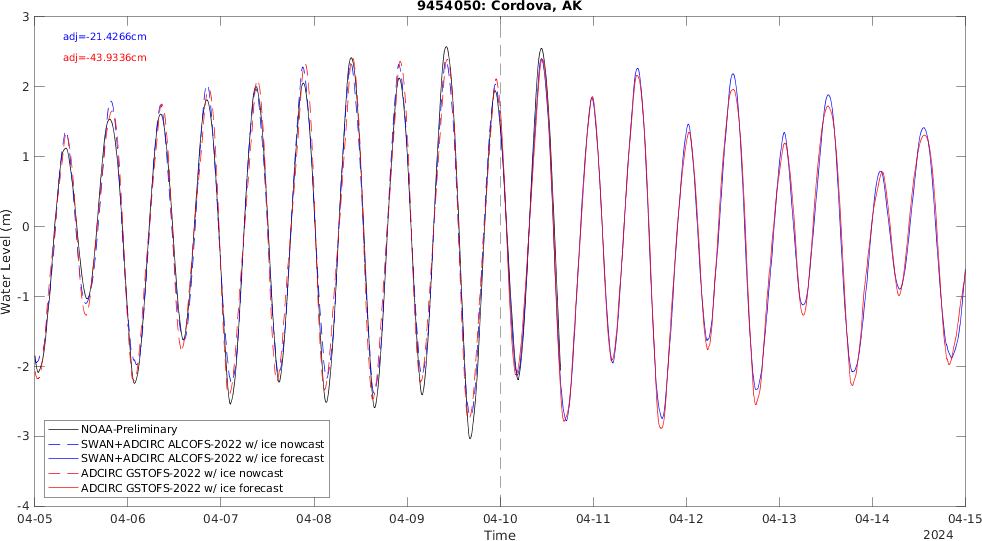 9454050: Cordova, AK
adj=-21.4266cm
adj=-43.9336cm
3
2
1
0
-1
-2
-3
-4
Water Level (m)
NOAA-Preliminary
SWAN+ADCIRC ALCOFS-2022 w/ ice nowcast
SWAN+ADCIRC ALCOFS-2022 w/ ice forecast
ADCIRC GSTOFS-2022 w/ ice nowcast
ADCIRC GSTOFS-2022 w/ ice forecast
04-05 04-06 04-07 04-08 04-09 04-10 04-11 04-12 04-13 04-14 04-15
Time
2024